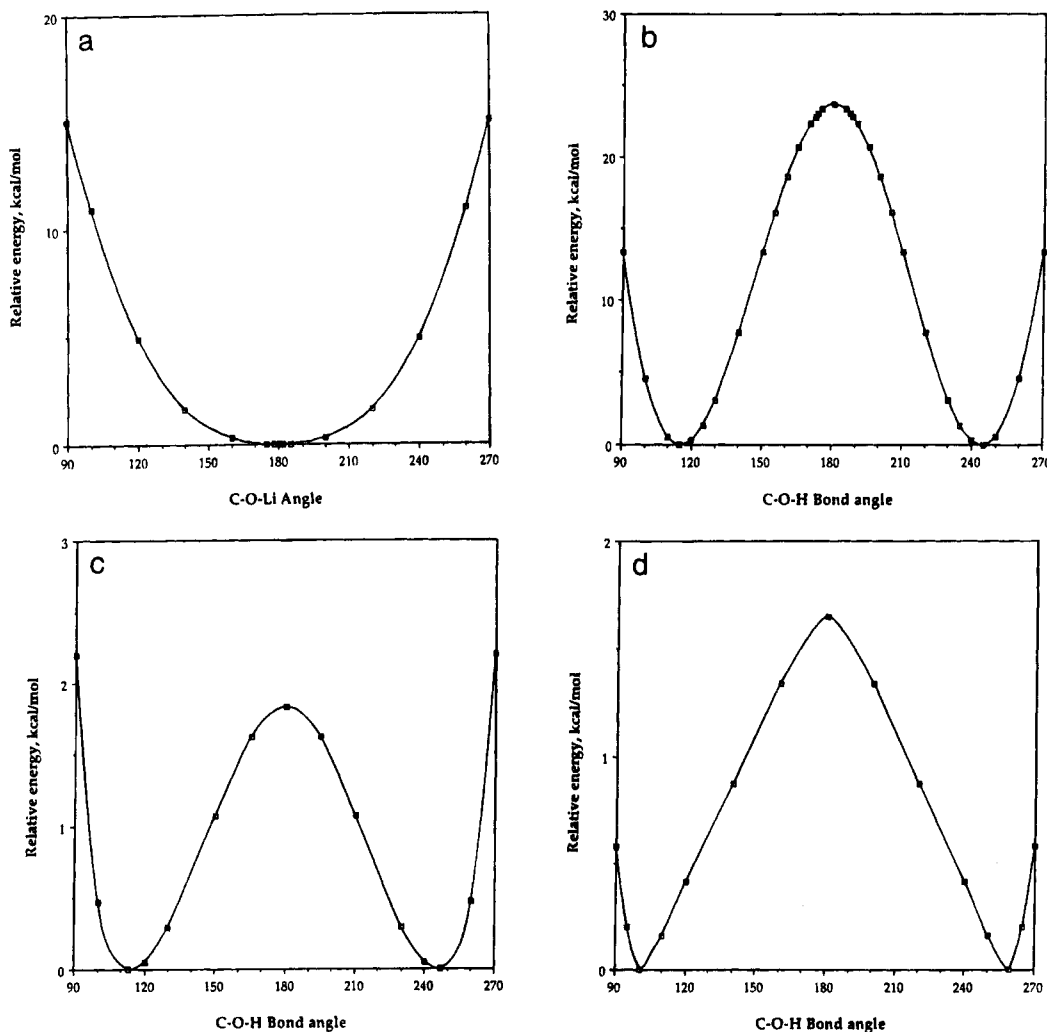 a
20
10
0
Relative energy, kcal/mol
90 120 150 180 210 240 270
C-O-Li Angle
b
30
20
10
0
Relative energy, kcal/mol
90 120 150 180 210 240 270
C-O-H Bond angle
c
3
2
1
0
Relative energy, kcal/mol
90 120 150 180 210 240 270
C-O-H Bond angle
d
2
1
0
Relative energy, kcal/mol
90 120 150 180 210 240 270
C-O-H Bond angle